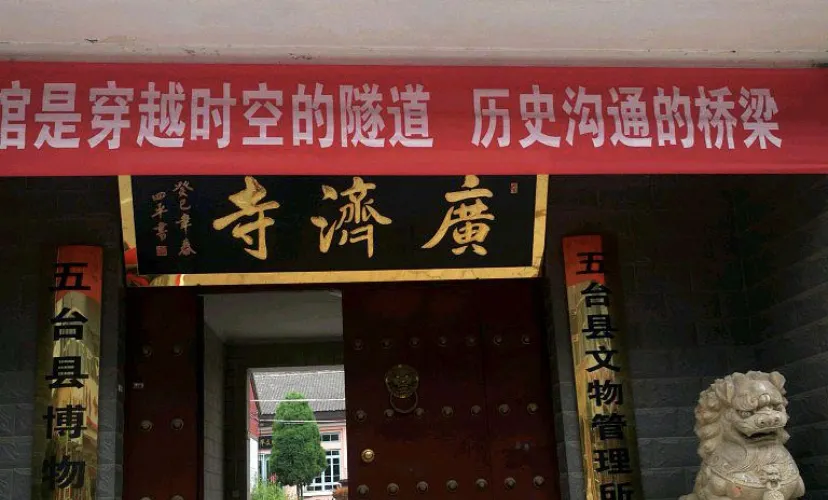 馆是穿越时空的隧道 历史沟通的桥梁
廣濟寺
癸巳年春
四平書
五台县博物
五台县文物管理所